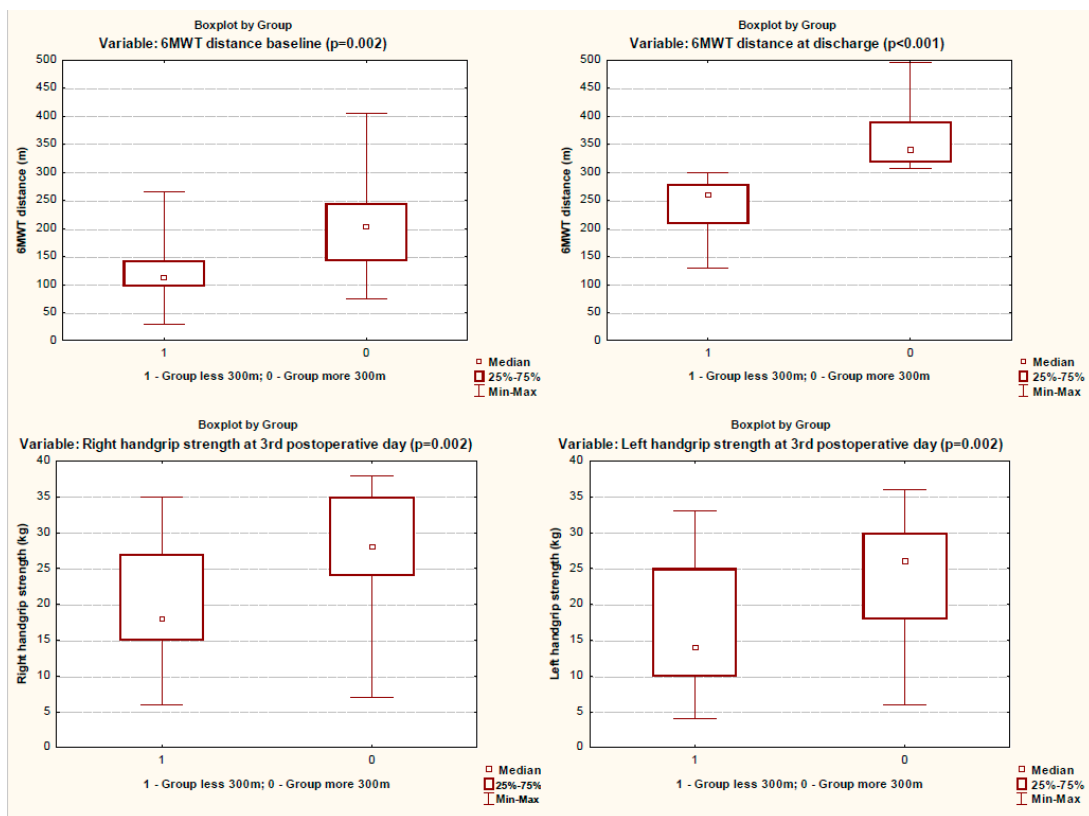 Boxplot by Group
Variable: 6MWT distance baseline (p=0.002)
500
450
400
350
300
250
200
150
100
50
0
6MWT distance (m)
1 0
1 - Group less 300m; 0 - Group more 300m
Median
25%-75%
Min-Max
Boxplot by Group
Variable: 6MWT distance at discharge (p<0.001)
500
450
400
350
300
250
200
150
100
50
0
6MWT distance (m)
1 0
1 - Group less 300m; 0 - Group more 300m
Median
25%-75%
Min-Max
Boxplot by Group
Variable: Right handgrip strength at 3rd postoperative day (p=0.002)
40
35
30
25
20
15
10
5
0
Right handgrip strength (kg)
1 0
1 - Group less 300m; 0 - Group more 300m
Median
25%-75%
Min-Max
Boxplot by Group
Variable: Left handgrip strength at 3rd postoperative day (p=0.002)
40
35
30
25
20
15
10
5
0
Left handgrip strength (kg)
1 0
1 - Group less 300m; 0 - Group more 300m
Median
25%-75%
Min-Max